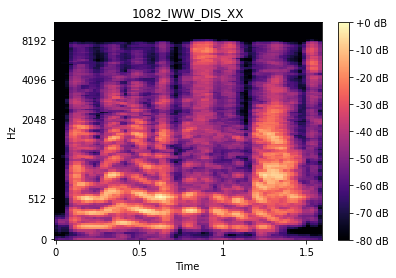 1082_IWW_DIS_XX
+0 dB
8192
-10 dB
4096
-20 dB
-30 dB
2048
Hz
-40 dB
1024
-50 dB
512
-60 dB
-70 dB
0
-80 dB
0
0.5
1
1.5
Time